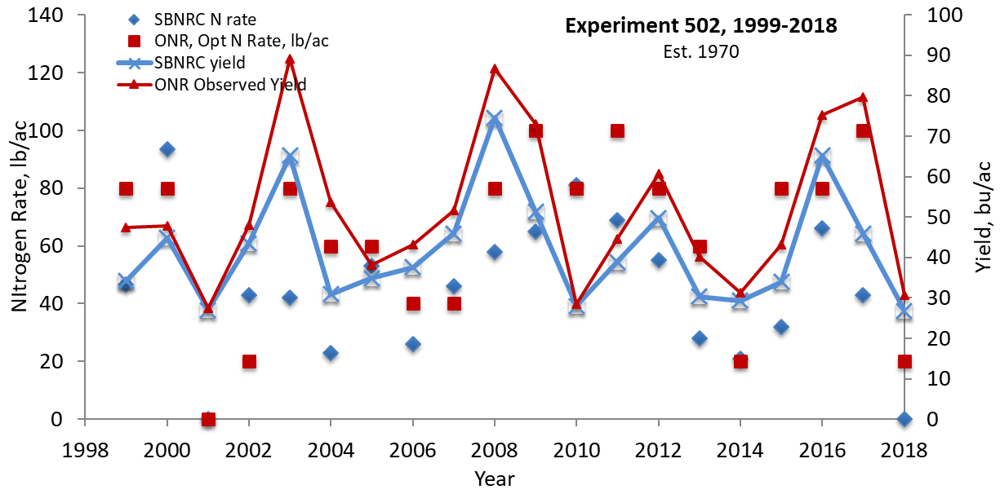 SBNRC N rate
ONR, Opt N Rate, lb/ac
SBNRC yield
ONR Observed Yield
Experiment 502, 1999-2018
Est. 1970
NItrogen Rate, lb/ac
140
120
100
80
60
40
20
0
Yield, bu/ac
100
90
80
70
60
50
40
30
20
10
0
1998 2000 2002 2004 2006 2008 2010 2012 2014 2016 2018
Year